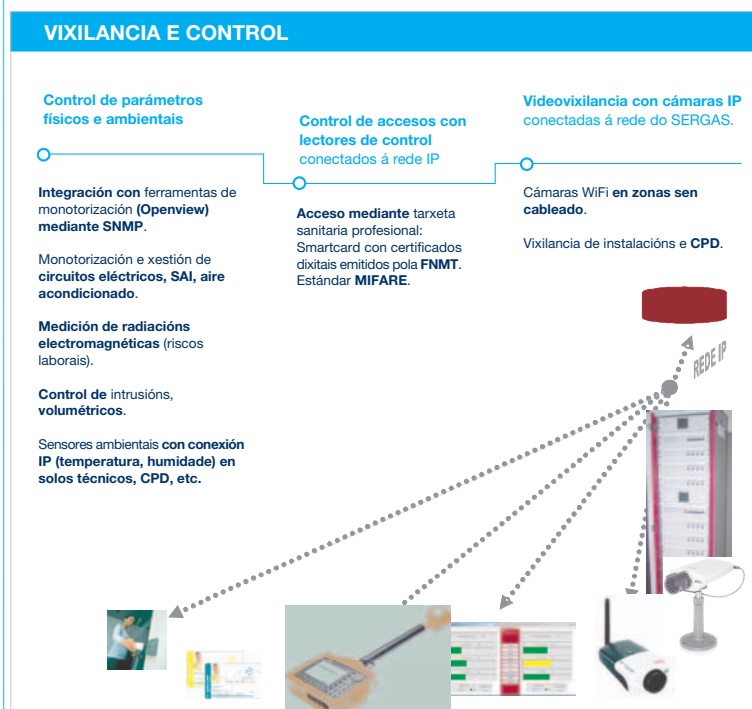 VIXILANCIA E CONTROL
Control de parámetros
físicos e ambientais
Integración con ferramentas de
monotorización (Openview)
mediante SNMP.
Monotorización e xestión de
circuitos eléctricos, SAI, aire
acondicionado.
Medición de radiacións
electromagnéticas (riscos
laborais).
Control de intrusións,
volumétricos.
Sensores ambientais con conexión
IP (temperatura, humidade) en
solos técnicos, CPD, etc.
Control de accesos con
lectores de control
conectados á rede IP
Acceso mediante tarxeta
sanitaria profesional:
Smartcard con certificados
dixitais emitidos pola FNMT.
Estándar MIFARE.
Videovixilancia con cámaras IP
conectadas á rede do SERGAS.
Cámaras WiFi en zonas sen
cableado.
Vixilancia de instalacións e CPD.
REDE IP